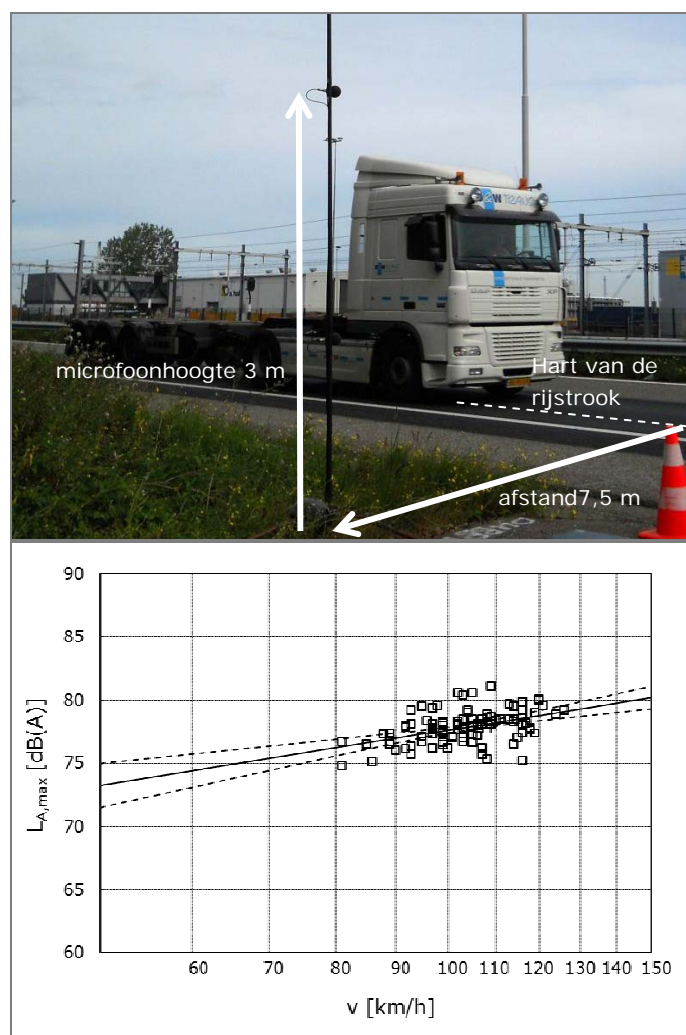 microfoonhoogte 3 m
Hart van de
rijstrook
afstand7,5 m
90
85
80
75
70
65
60
L_A,max [dB(A)]
60 70 80 90 100 110 120 130 140 150
v [km/h]